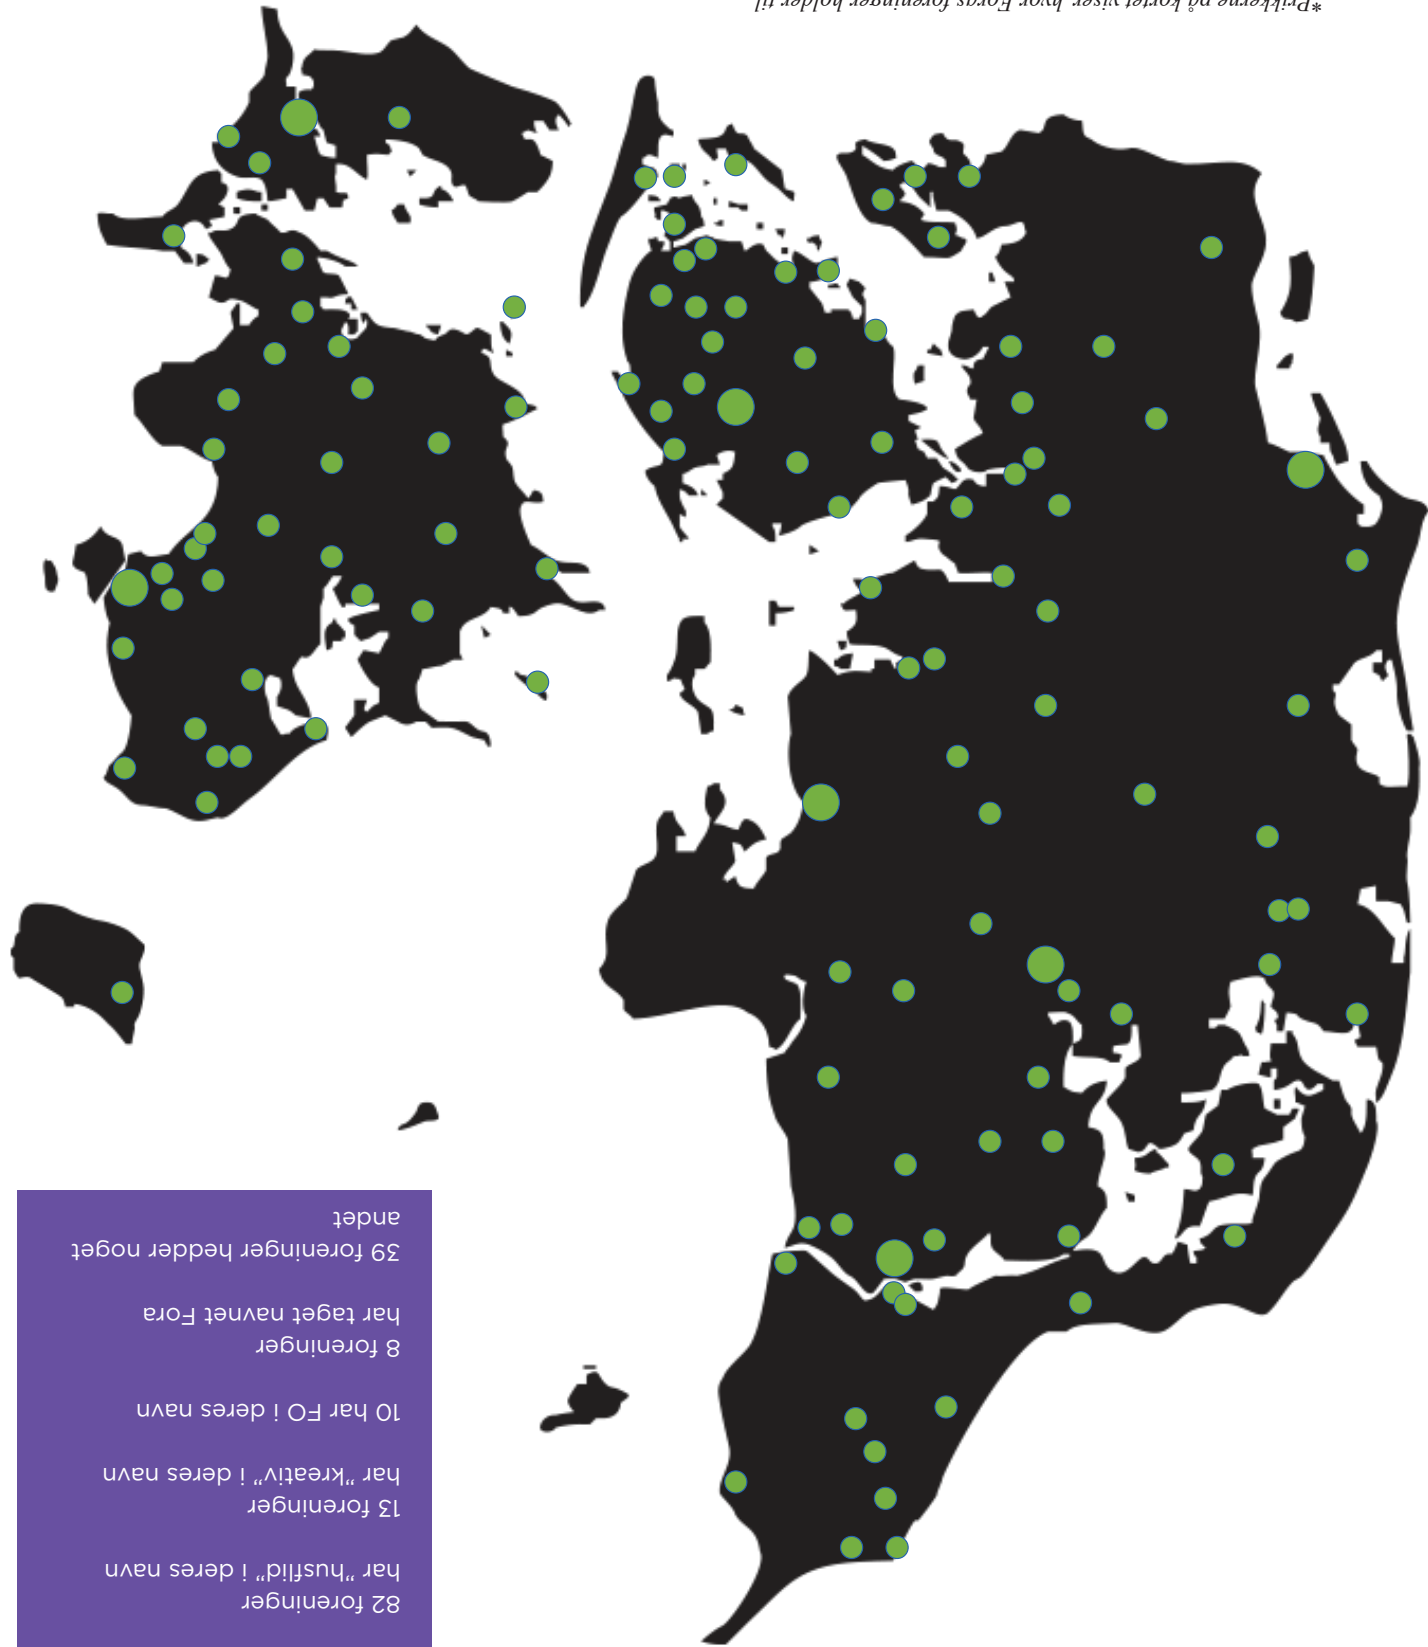 82 foreninger
har ”husflid” i deres navn
13 foreninger
har ”kreativ” i deres navn
10 har FO i deres navn
8 foreninger
har taget navnet Fora
39 foreninger hedder noget
andet
*Prikkerne på kortet viser, hvor Foras foreninger holder til